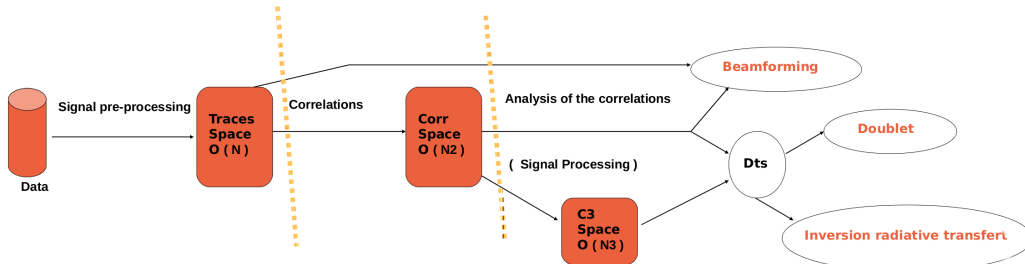 Beamforming
Signal pre-processing
Correlations
Analysis of the correlations
Traces
Space
O ( N )
Corr
Space
O ( N2 )
Doublet
( Signal Processing )
Dts
Data
C3
Space
O ( N3 )
Inversion radiative transfert